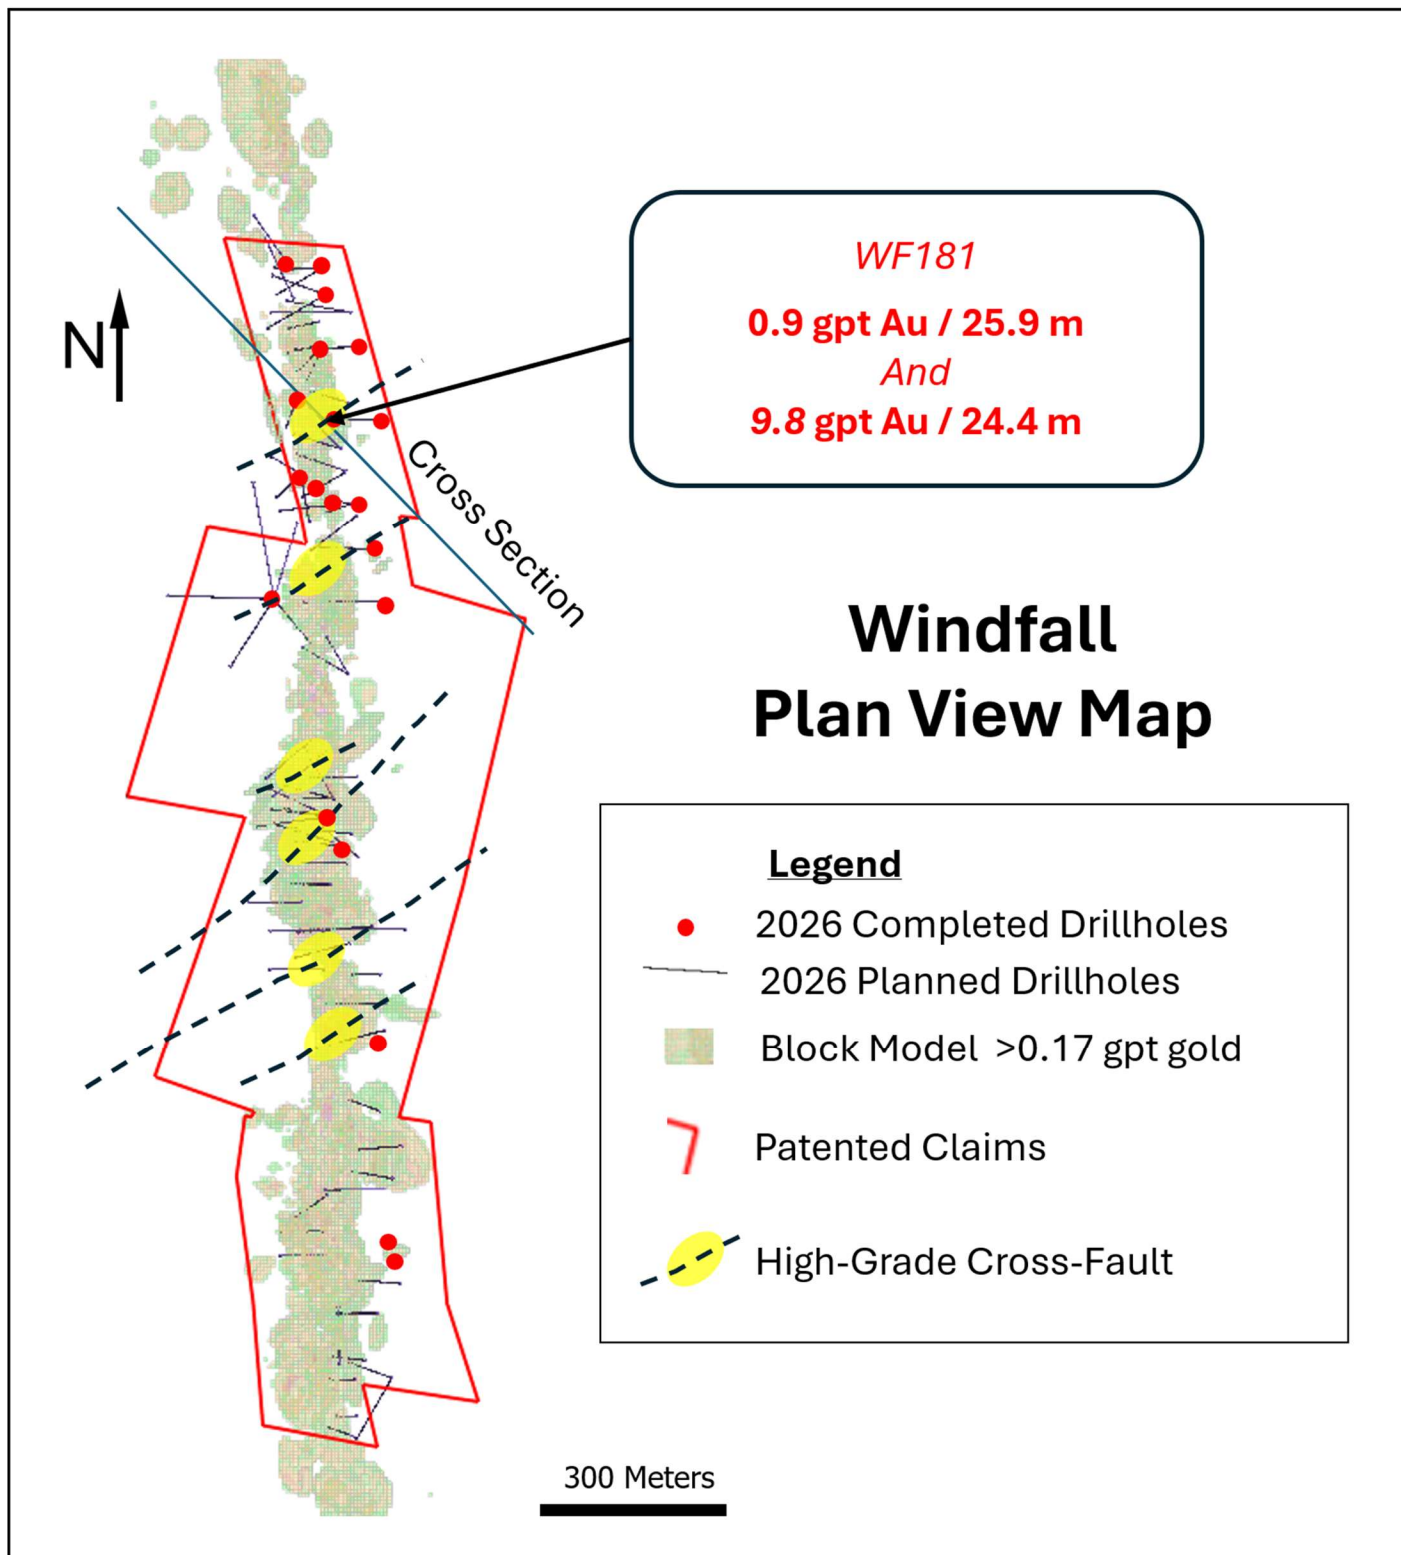 WF181
0.9 gpt Au / 25.9 m
And
9.8 gpt Au / 24.4 m
N
Cross Section
Windfall
Plan View Map
Legend
2026 Completed Drillholes
2026 Planned Drillholes
Block Model >0.17 gpt gold
Patented Claims
High-Grade Cross-Fault
300 Meters